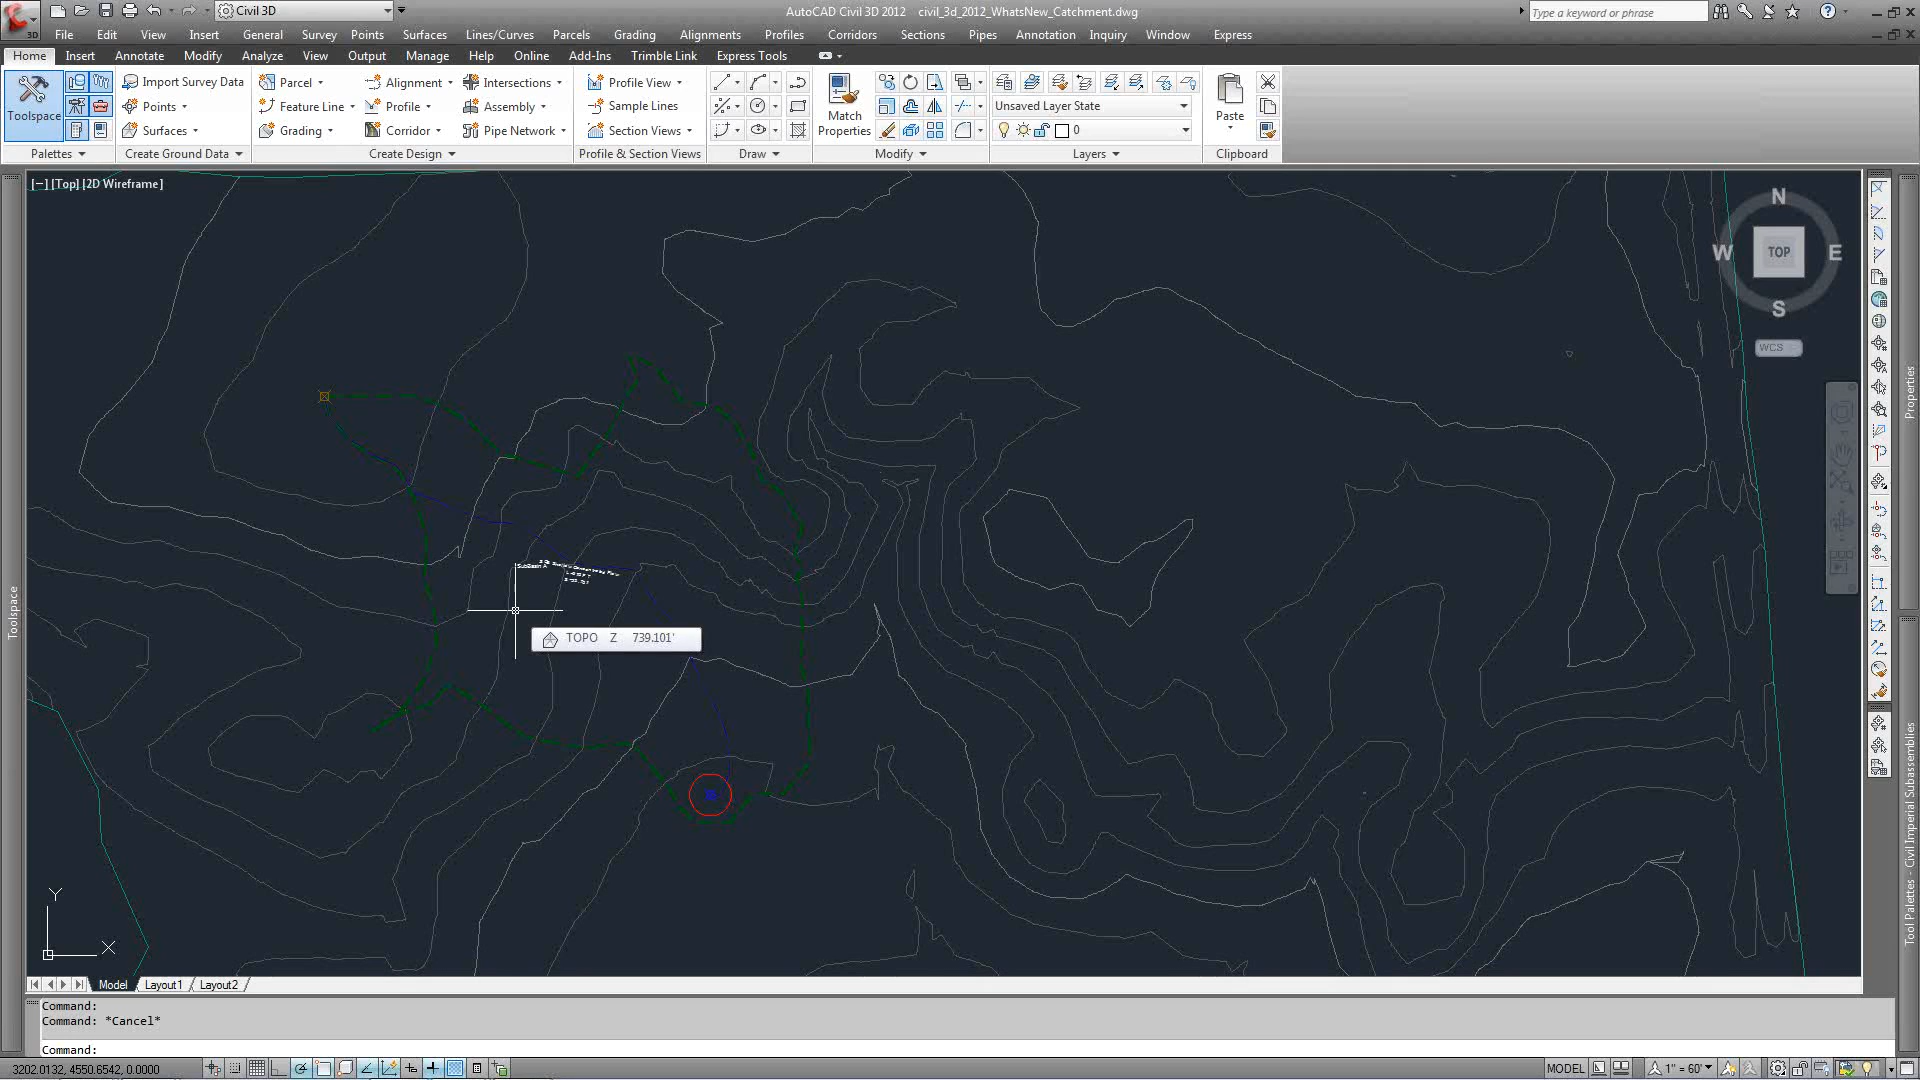 Civil 3D
AutoCAD Civil 3D 2012 civil_3d_2012_WhatsNew_Catchment.dwg
Type a keyword or phrase
3D
File Edit View Insert General Survey Points Surfaces Lines/Curves Parcels Grading Alignments Profiles Corridors Sections Pipes Annotation Inquiry Window Express
Home Insert Annotate Modify Analyze View Output Manage Help Online Add-Ins Trimble Link Express Tools
Toolspace
Import Survey Data
Points
Surfaces
Parcel
Feature Line
Grading
Alignment
Profile
Corridor
Intersections
Assembly
Pipe Network
Profile View
Sample Lines
Section Views
Match
Properties
Unsaved Layer State
0
Paste
Palettes Create Ground Data Create Design Profile & Section Views Draw Modify Layers Clipboard
[−] [Top] [2D Wireframe]
N
W TOP E
S
WCS
SubBasin A
TOPO Z 739.101'
Y
X
Toolspace
Properties
Tool Palettes - Civil Imperial Subassemblies
Model Layout1 Layout2
Command:
Command: *Cancel*
Command:
3202.0132, 4550.6542, 0.0000
MODEL
1" = 60'